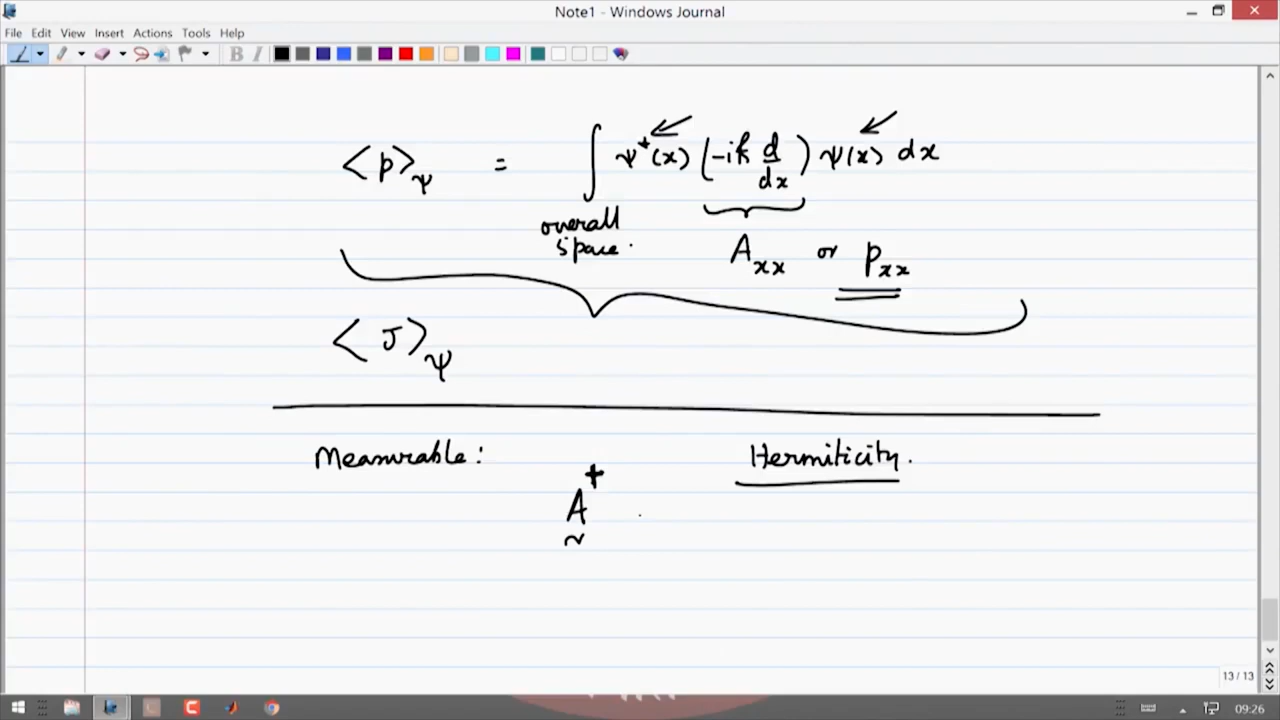 Note1 - Windows Journal
File Edit View Insert Actions Tools Help
B I
<p>ψ = ∫ ψ*(x) (-iℏ d/dx) ψ(x) dx
overall
space.
Axx or pxx
<J>ψ
Measurable: Hermiticity.
A†
~
13 / 13
09:26